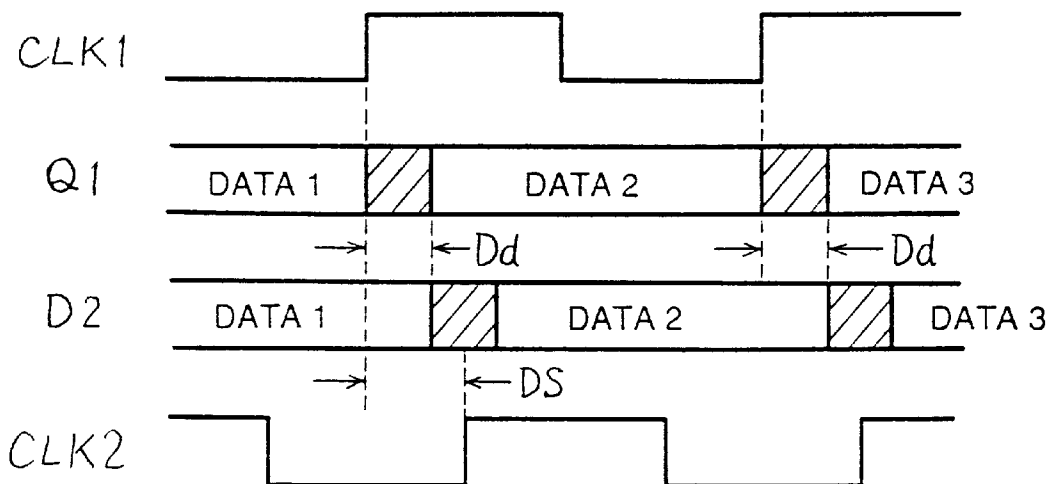 CLK1
Q1 DATA 1 DATA 2 DATA 3
Dd Dd
D2 DATA 1 DATA 2 DATA 3
DS
CLK2